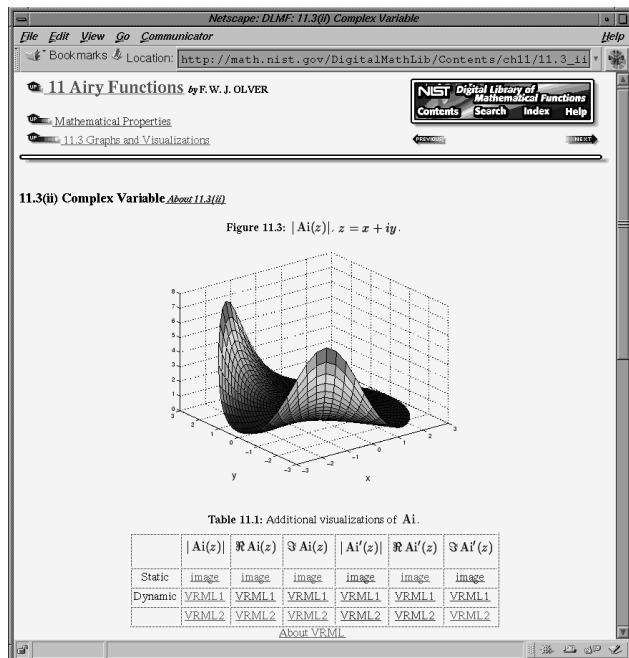 Netscape: DLMF: 11.3(ii) Complex Variable
File Edit View Go Communicator Help
Bookmarks Location: http://math.nist.gov/DigitalMathLib/Contents/ch11/11.3_ii
UP 11 Airy Functions by F. W. J. OLVER
NIST Digital Library of Mathematical Functions
Contents Search Index Help
UP Mathematical Properties
UP 11.3 Graphs and Visualizations
PREVIOUS NEXT
11.3(ii) Complex Variable About 11.3(ii)
Figure 11.3: | Ai(z)|. z = x + iy.
8
7
6
5
4
3
2
1
0
3 2 1 0 −1 −2 −3
y
−3 −2 −1 0 1 2 3
x
Table 11.1: Additional visualizations of Ai.
| Ai(z)| ℜ Ai(z) ℑ Ai(z) | Ai′(z)| ℜ Ai′(z) ℑ Ai′(z)
Static image image image image image image
Dynamic VRML1 VRML1 VRML1 VRML1 VRML1 VRML1
VRML2 VRML2 VRML2 VRML2 VRML2 VRML2
About VRML